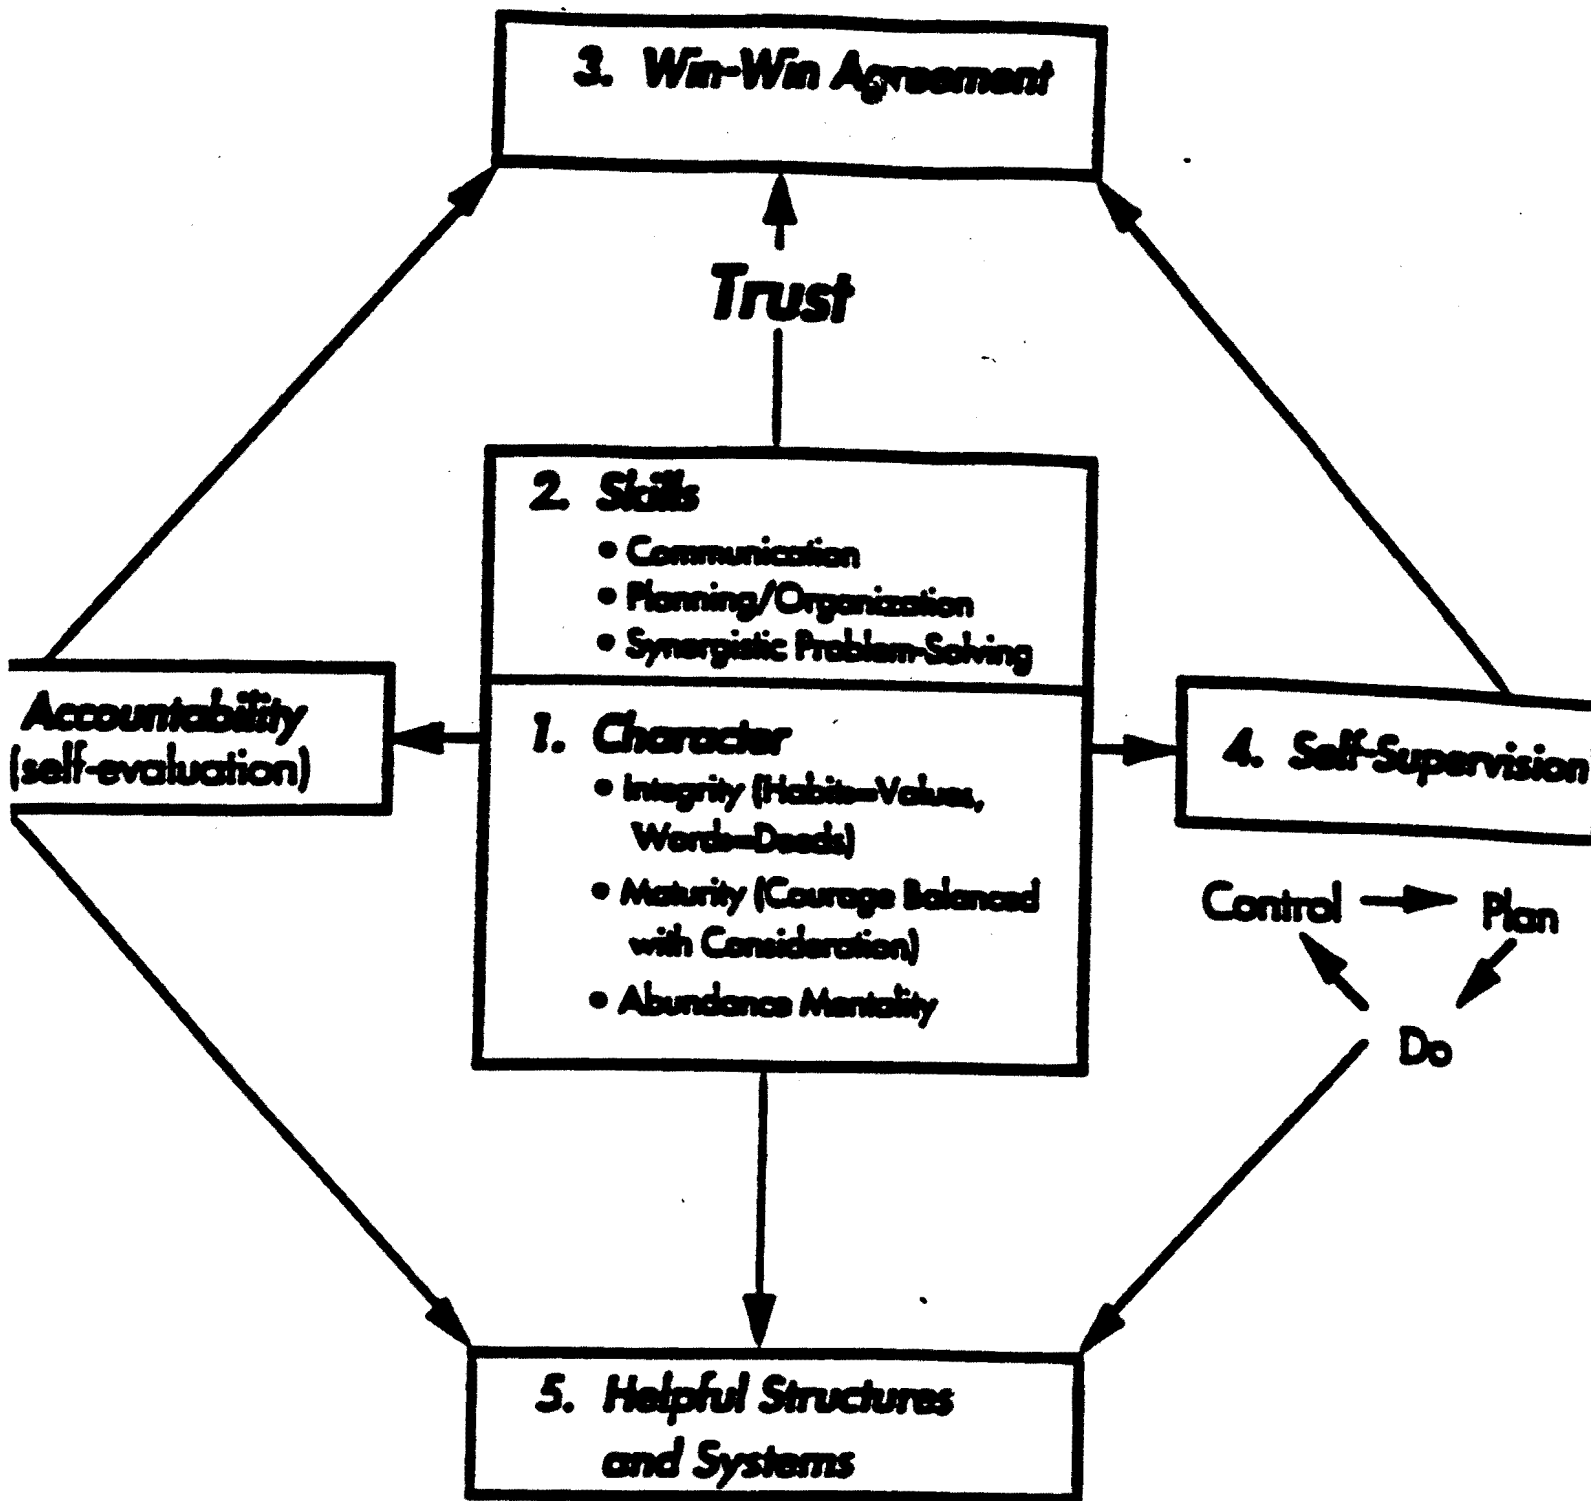 3. Win-Win Agreement
Trust
2. Skills
• Communication
• Planning/Organization
• Synergistic Problem-Solving
Accountability
(self-evaluation)
1. Character
• Integrity (Habits=Values,
Words=Deeds)
• Maturity (Courage Balanced
with Consideration)
• Abundance Mentality
4. Self-Supervision
Control
Plan
Do
5. Helpful Structures
and Systems